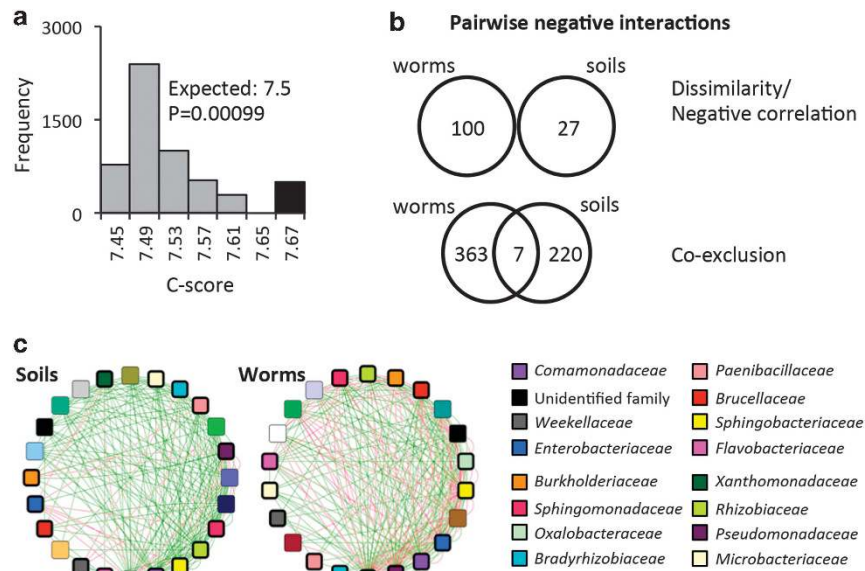 a
3000
1500
0
Frequency
Expected: 7.5
P=0.00099
7.45
7.49
7.53
7.57
7.61
7.65
7.67
C-score
b
Pairwise negative interactions
worms
soils
100
27
Dissimilarity/
Negative correlation
worms
soils
363
7
220
Co-exclusion
c
Soils
Worms
Comamonadaceae
Unidentified family
Weekellaceae
Enterobacteriaceae
Burkholderiaceae
Sphingomonadaceae
Oxalobacteraceae
Bradyrhizobiaceae
Paenibacillaceae
Brucellaceae
Sphingobacteriaceae
Flavobacteriaceae
Xanthomonadaceae
Rhizobiaceae
Pseudomonadaceae
Microbacteriaceae